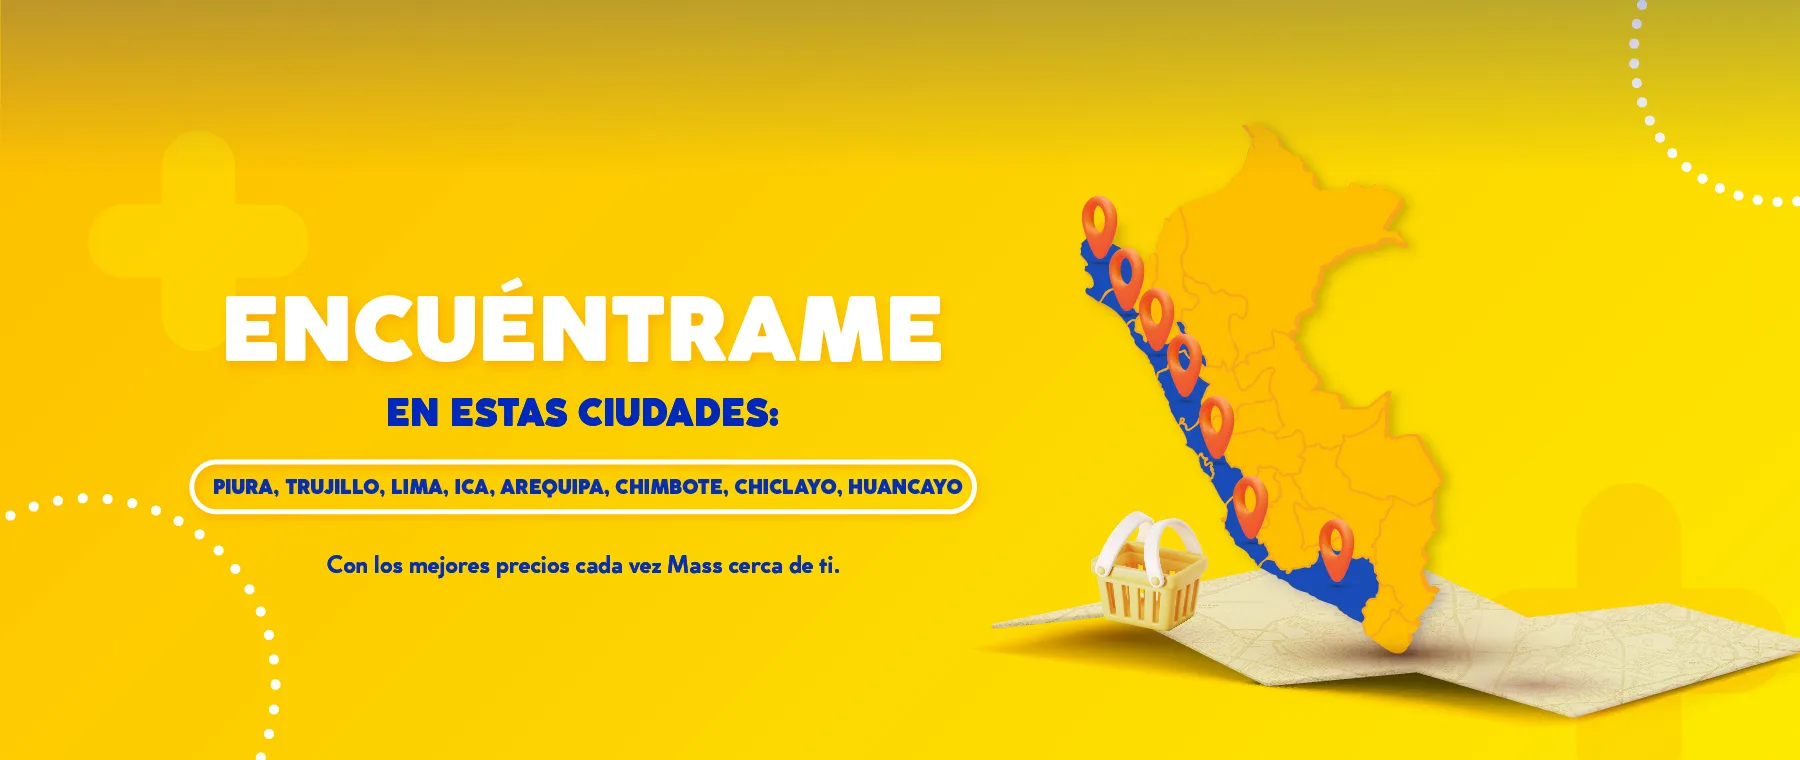 ENCUÉNTRAME
EN ESTAS CIUDADES:
PIURA, TRUJILLO, LIMA, ICA, AREQUIPA, CHIMBOTE, CHICLAYO, HUANCAYO
Con los mejores precios cada vez Mass cerca de ti.